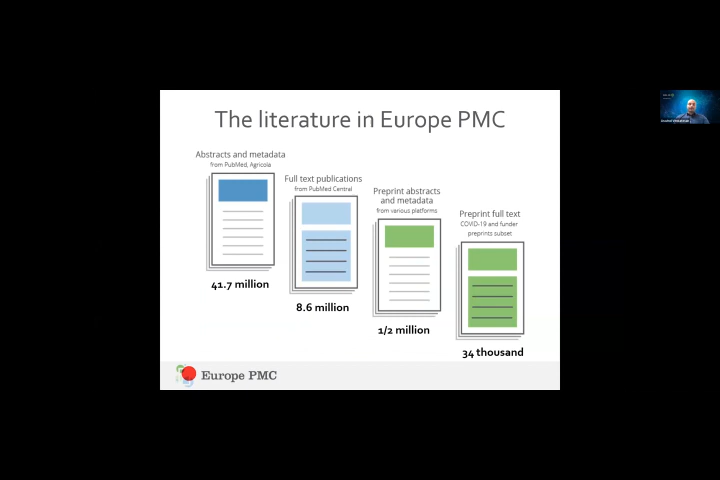 The literature in Europe PMC
Abstracts and metadata
from PubMed, Agricola
41.7 million
Full text publications
from PubMed Central
8.6 million
Preprint abstracts
and metadata
from various platforms
1/2 million
Preprint full text
COVID-19 and funder
preprints subset
34 thousand
Europe PMC